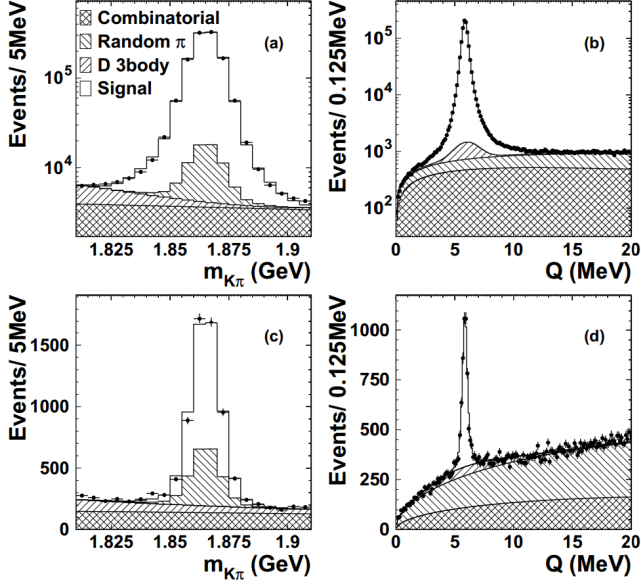 Combinatorial
Random π
D 3body
Signal
(a)
Events/ 5MeV
10^5
10^4
1.825 1.85 1.875 1.9
m_Kπ (GeV)
(b)
Events/ 0.125MeV
10^5
10^4
10^3
10^2
0 5 10 15 20
Q (MeV)
(c)
Events/ 5MeV
1500
1000
500
0
1.825 1.85 1.875 1.9
m_Kπ (GeV)
(d)
Events/ 0.125MeV
1000
750
500
250
0
0 5 10 15 20
Q (MeV)